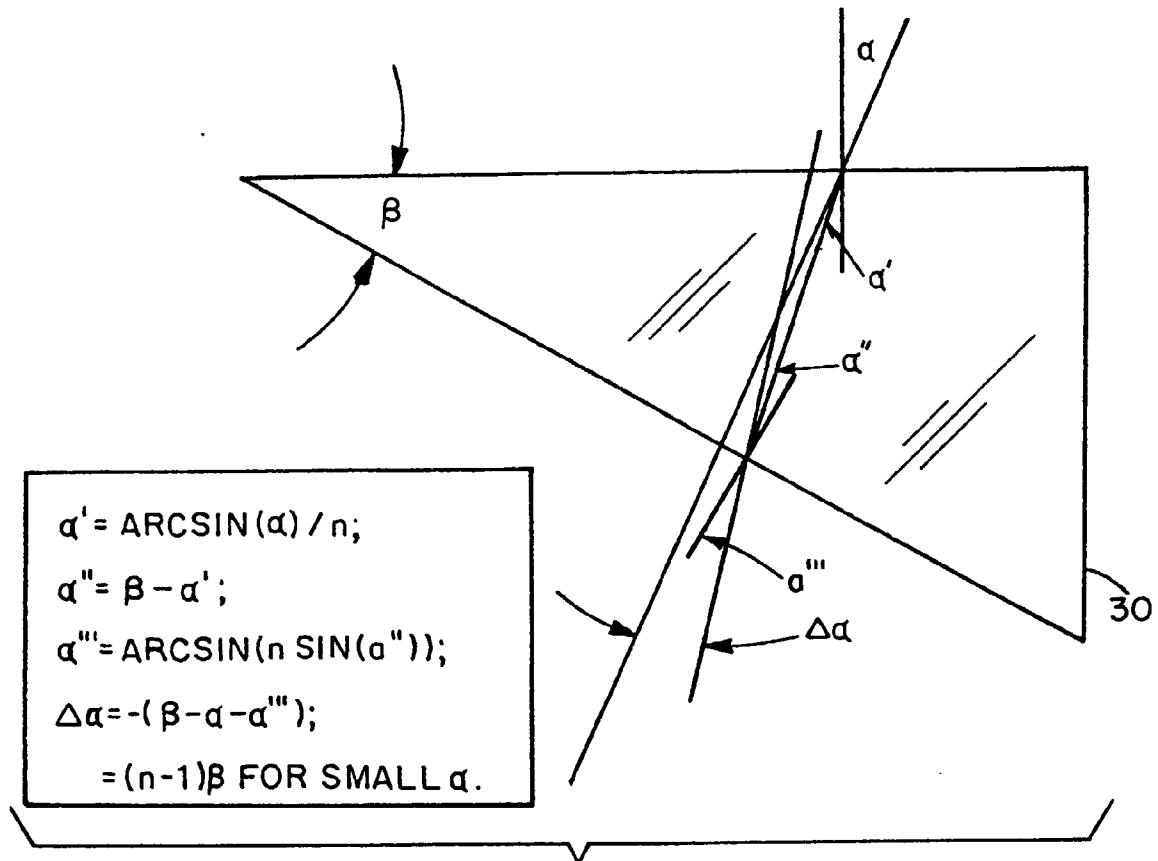 α
β
α'
α''
α'''
Δα
30
α' = ARCSIN(α) / n;
α'' = β - α';
α''' = ARCSIN(n SIN(a''));
Δα = -(β-α-α''');
= (n-1)β FOR SMALL α.